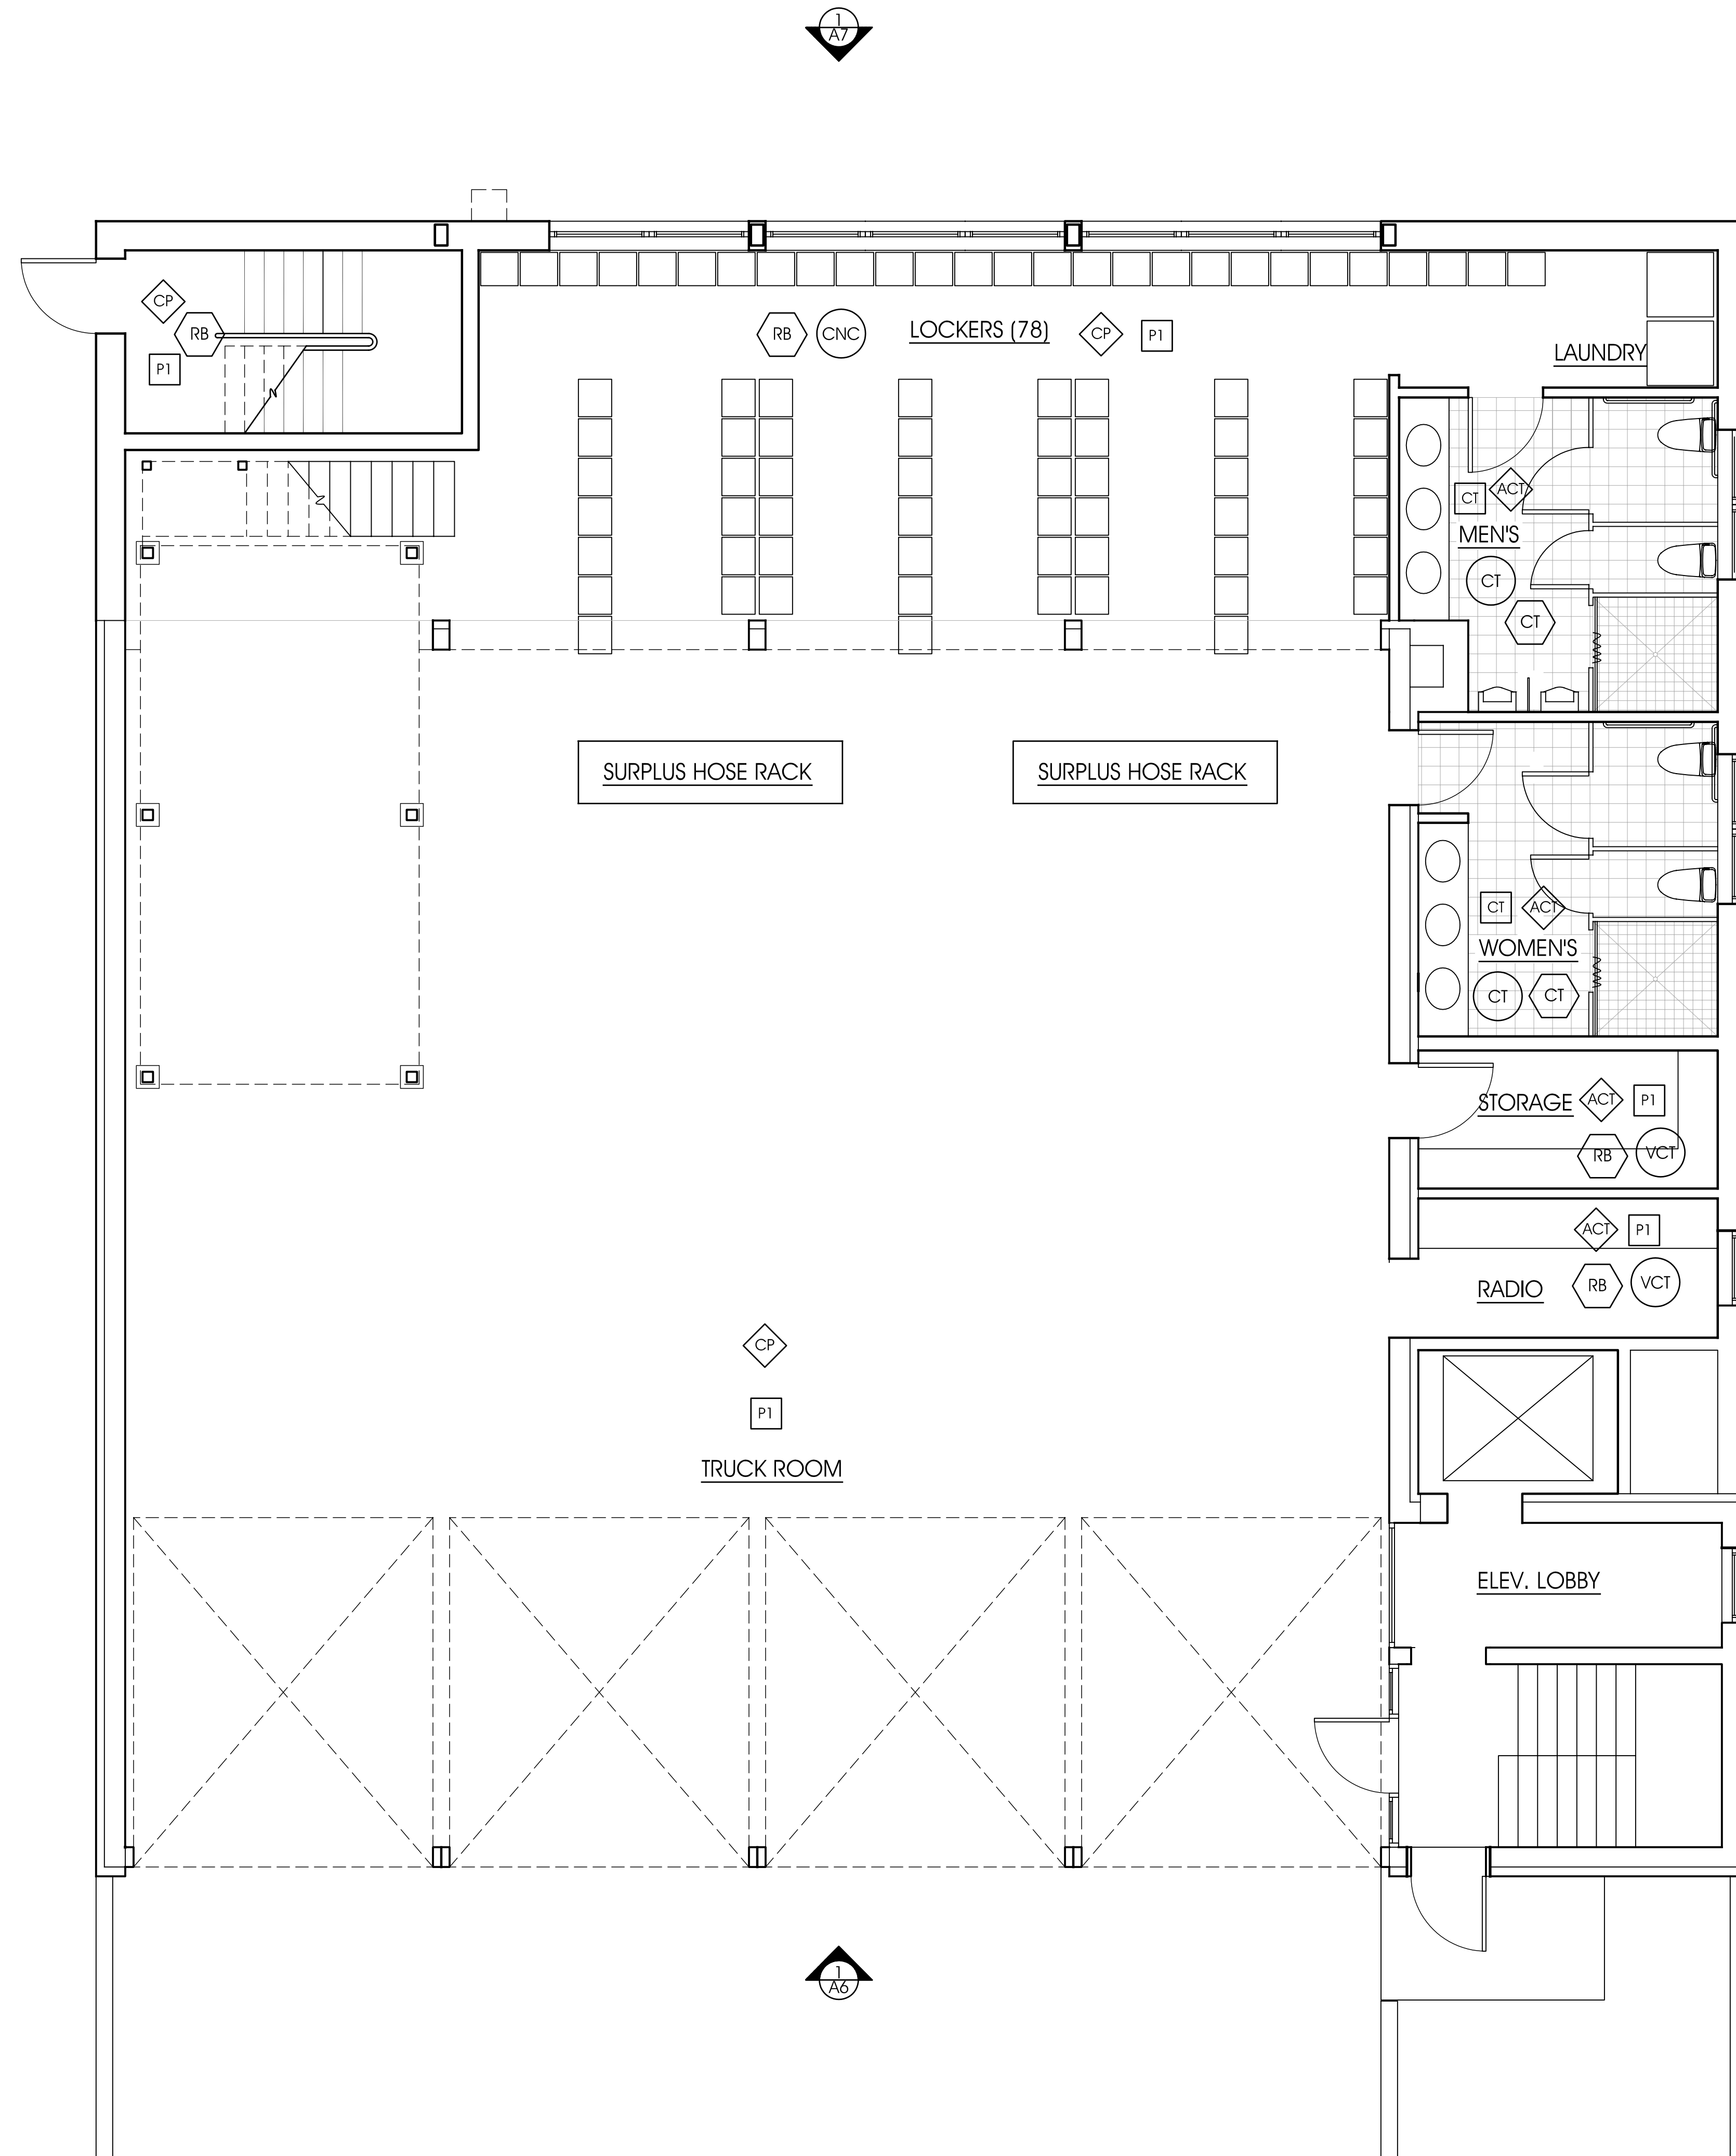 1
A7
CP
RB
P1
RB
CNC
LOCKERS (78)
CP
P1
LAUNDRY
CT
ACT
MEN'S
CT
CT
SURPLUS HOSE RACK
SURPLUS HOSE RACK
CT
ACT
WOMEN'S
CT
CT
STORAGE
ACT
P1
RB
VCT
ACT
P1
RADIO
RB
VCT
CP
P1
TRUCK ROOM
ELEV. LOBBY
1
A6